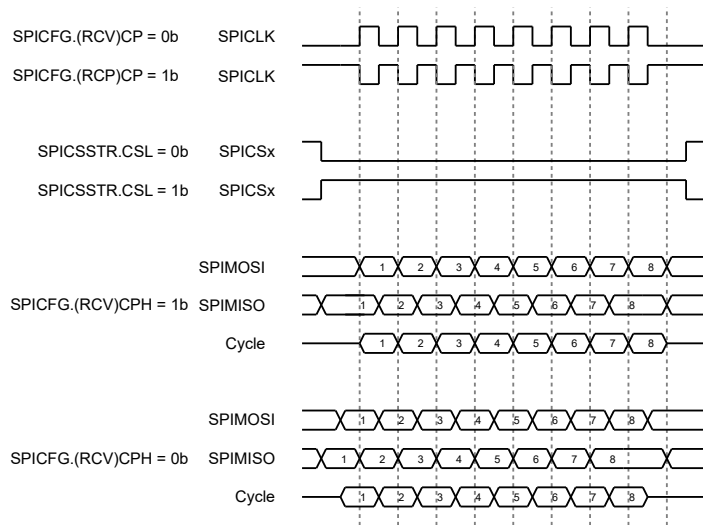 SPICFG.(RCV)CP = 0b SPICLK
SPICFG.(RCP)CP = 1b SPICLK
SPICSSTR.CSL = 0b SPICSx
SPICSSTR.CSL = 1b SPICSx
SPIMOSI 1 2 3 4 5 6 7 8
SPICFG.(RCV)CPH = 1b SPIMISO 1 2 3 4 5 6 7 8
Cycle 1 2 3 4 5 6 7 8
SPIMOSI 1 2 3 4 5 6 7 8
SPICFG.(RCV)CPH = 0b SPIMISO 1 2 3 4 5 6 7 8
Cycle 1 2 3 4 5 6 7 8